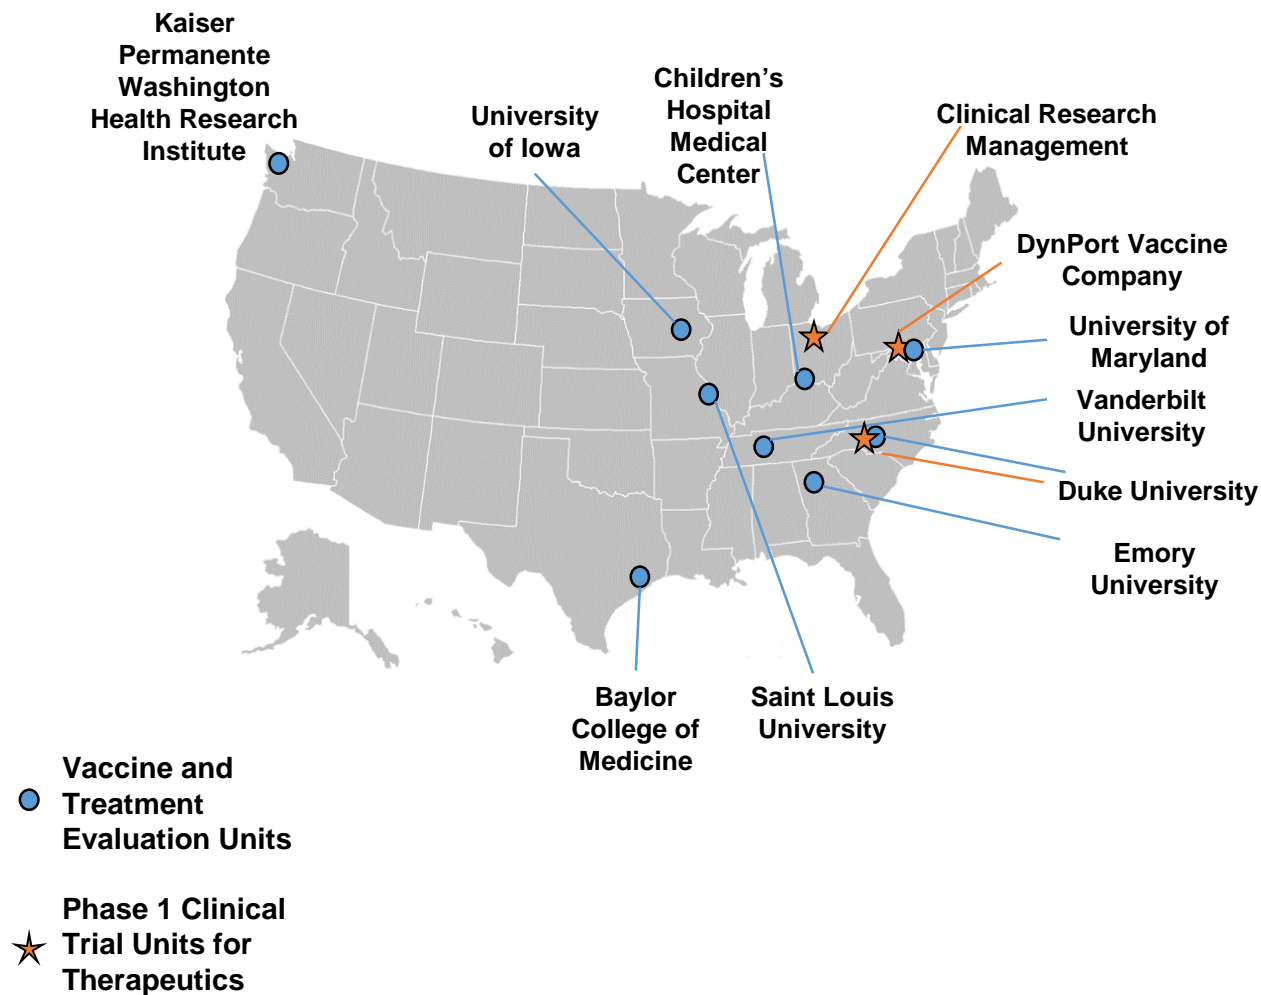 Kaiser
Permanente
Washington
Health Research
Institute
University
of Iowa
Children’s
Hospital
Medical
Center
Clinical Research
Management
DynPort Vaccine
Company
University of
Maryland
Vanderbilt
University
Duke University
Emory
University
Baylor
College of
Medicine
Saint Louis
University
Vaccine and
Treatment
Evaluation Units
Phase 1 Clinical
Trial Units for
Therapeutics